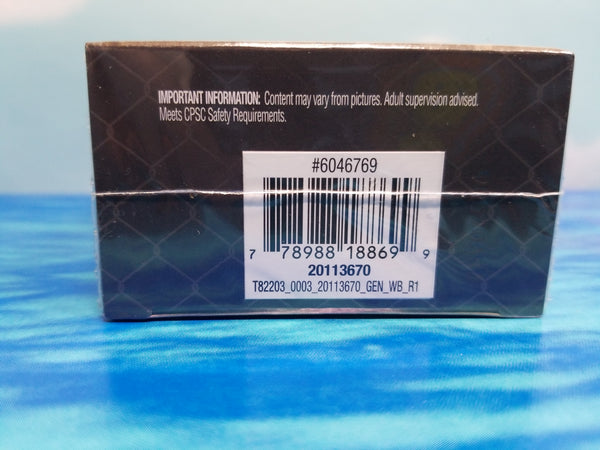 IMPORTANT INFORMATION: Content may vary from pictures. Adult supervision advised.
Meets CPSC Safety Requirements.
#6046769
7 78988 18869 9
20113670
T82203_0003_20113670_GEN_WB_R1